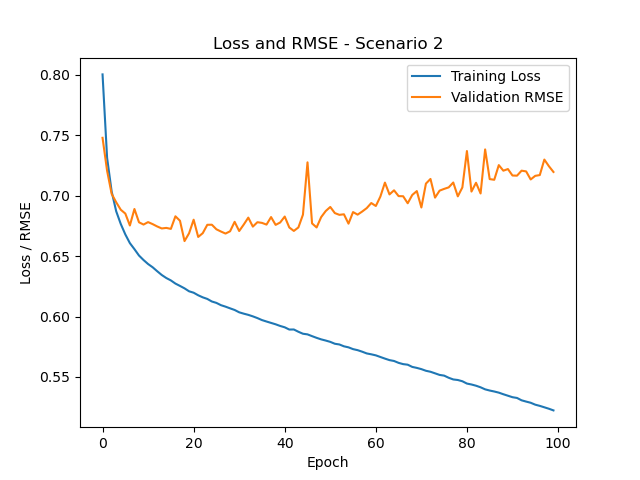 Loss and RMSE - Scenario 2
Training Loss
Validation RMSE
Loss / RMSE
0.80
0.75
0.70
0.65
0.60
0.55
0
20
40
60
80
100
Epoch